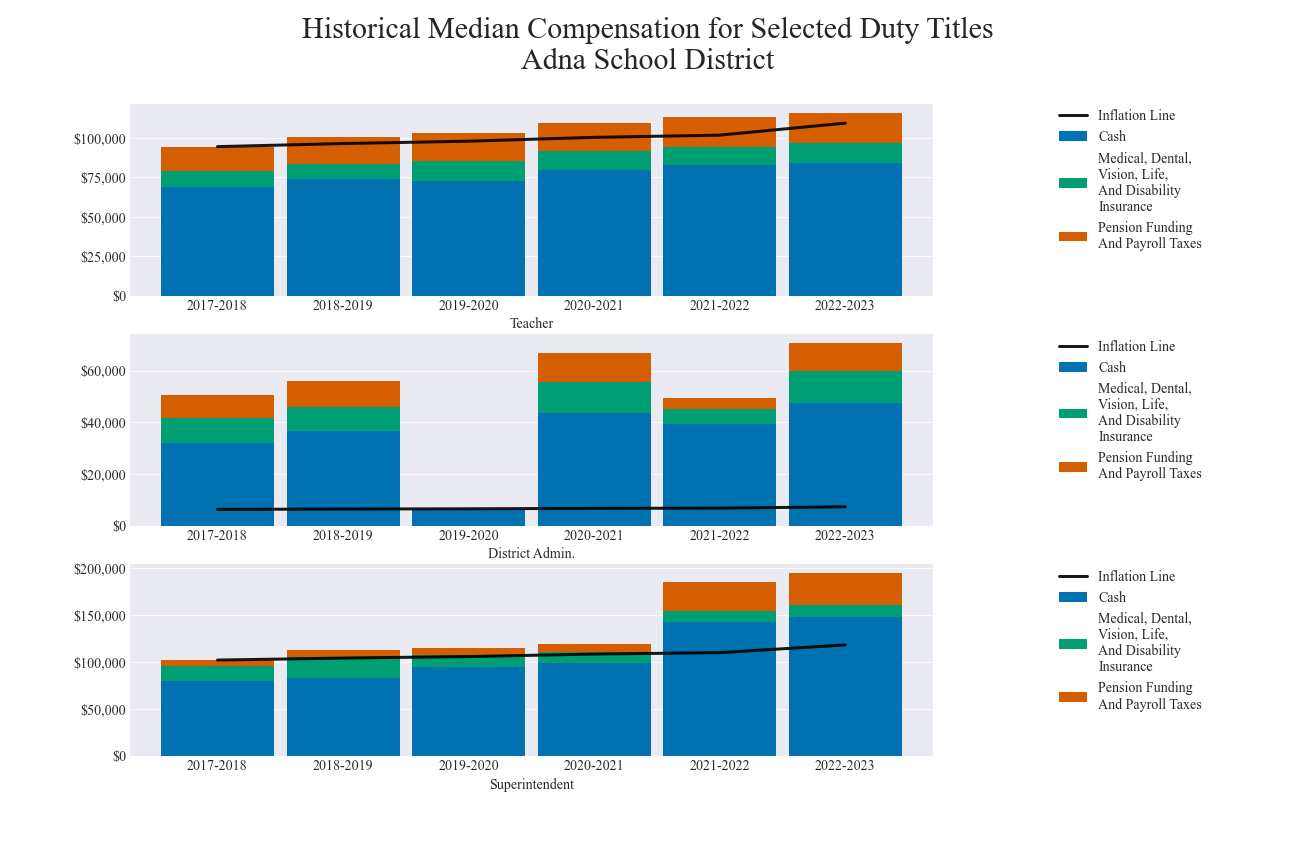 Historical Median Compensation for Selected Duty Titles
Adna School District
$100,000
$75,000
$50,000
$25,000
$0
2017-2018
2018-2019
2019-2020
2020-2021
2021-2022
2022-2023
Teacher
Inflation Line
Cash
Medical, Dental,
Vision, Life,
And Disability
Insurance
Pension Funding
And Payroll Taxes
$60,000
$40,000
$20,000
$0
2017-2018
2018-2019
2019-2020
2020-2021
2021-2022
2022-2023
District Admin.
Inflation Line
Cash
Medical, Dental,
Vision, Life,
And Disability
Insurance
Pension Funding
And Payroll Taxes
$200,000
$150,000
$100,000
$50,000
$0
2017-2018
2018-2019
2019-2020
2020-2021
2021-2022
2022-2023
Superintendent
Inflation Line
Cash
Medical, Dental,
Vision, Life,
And Disability
Insurance
Pension Funding
And Payroll Taxes